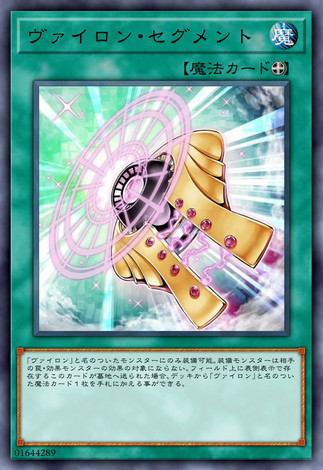 ヴァイロン・セグメント
魔
【魔法カード】
「ヴァイロン」と名のついたモンスターにのみ装備可能。装備モンスターは相手
の罠・効果モンスターの効果の対象にならない。フィールド上に表側表示で存
在するこのカードが墓地へ送られた場合、デッキから「ヴァイロン」と名のつい
た魔法カード１枚を手札に加える事ができる。
01644289